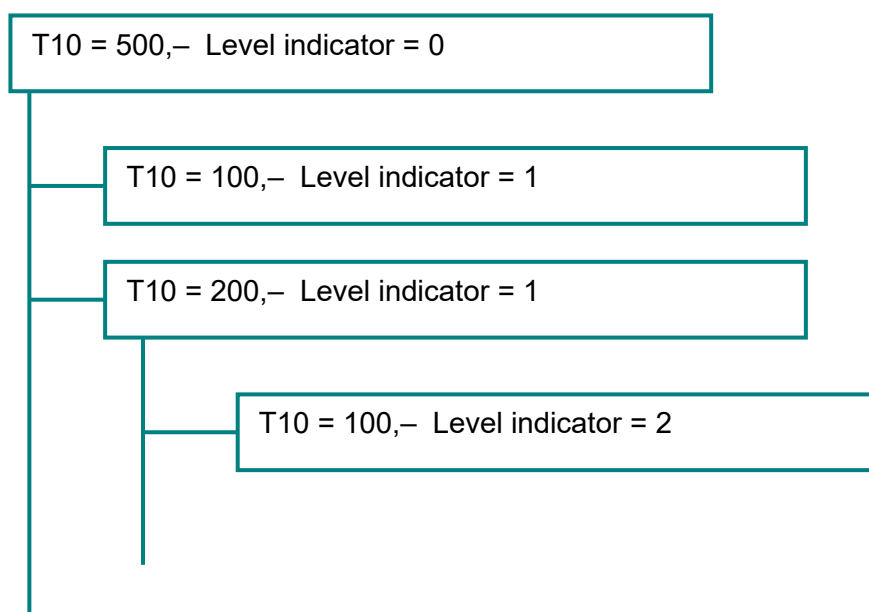 T10 = 500,– Level indicator = 0
T10 = 100,– Level indicator = 1
T10 = 200,– Level indicator = 1
T10 = 100,– Level indicator = 2